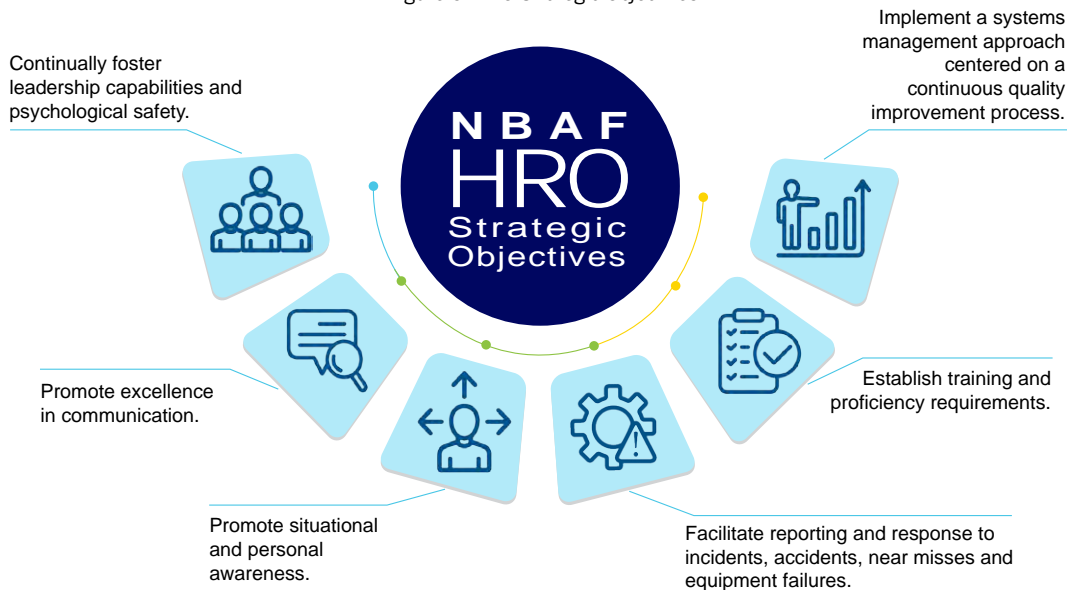 Continually foster
leadership capabilities and
psychological safety.
NBAF
HRO
Strategic
Objectives
Implement a systems
management approach
centered on a
continuous quality
improvement process.
Promote excellence
in communication.
Establish training and
proficiency requirements.
Promote situational
and personal
awareness.
Facilitate reporting and response to
incidents, accidents, near misses and
equipment failures.